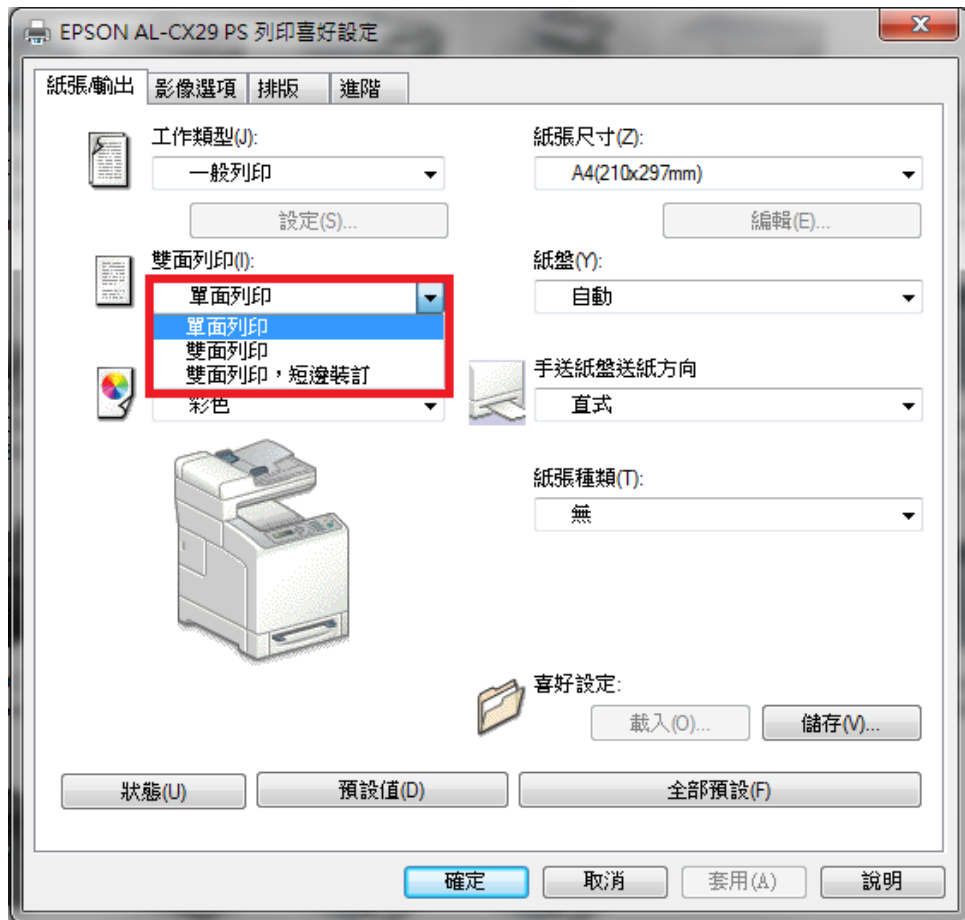 EPSON AL-CX29 PS 列印喜好設定
紙張/輸出 影像選項 排版 進階
工作類型(J): 紙張尺寸(Z):
一般列印 A4(210x297mm)
設定(S)... 編輯(E)...
雙面列印(I): 紙盤(Y):
單面列印 自動
單面列印
雙面列印
雙面列印，短邊裝訂 手送紙盤送紙方向
彩色 直式
紙張種類(T):
無
喜好設定:
載入(O)... 儲存(V)...
狀態(U) 預設值(D) 全部預設(F)
確定 取消 套用(A) 說明